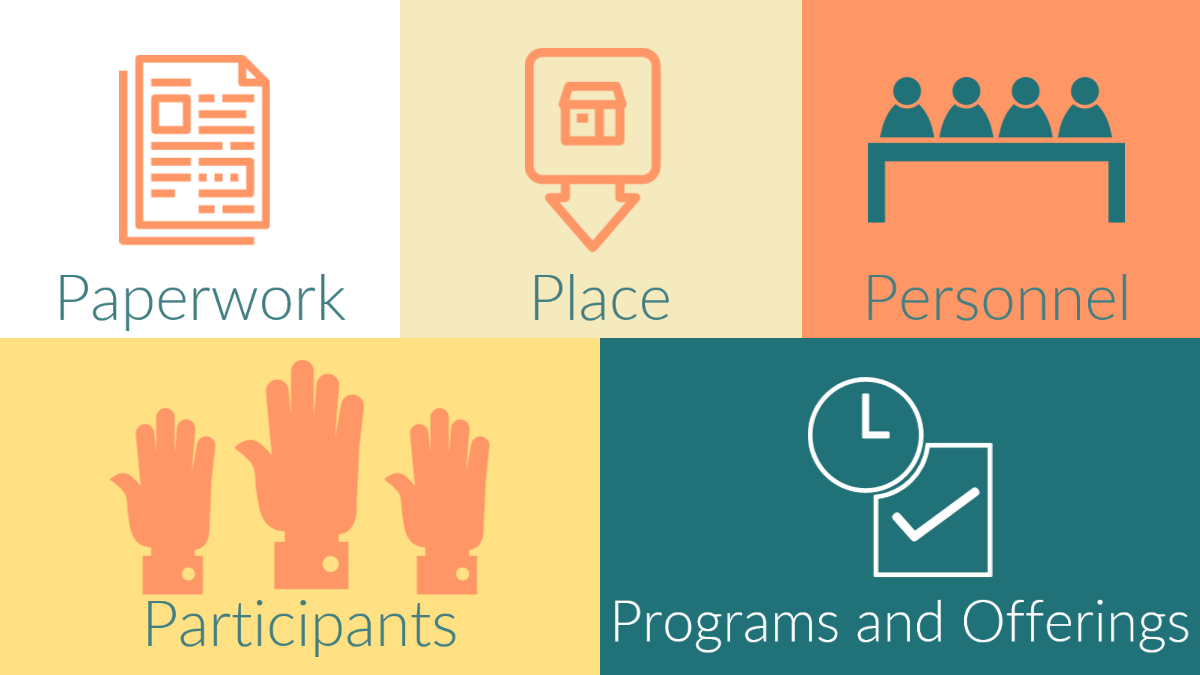 Paperwork
Place
Personnel
Participants
Programs and Offerings